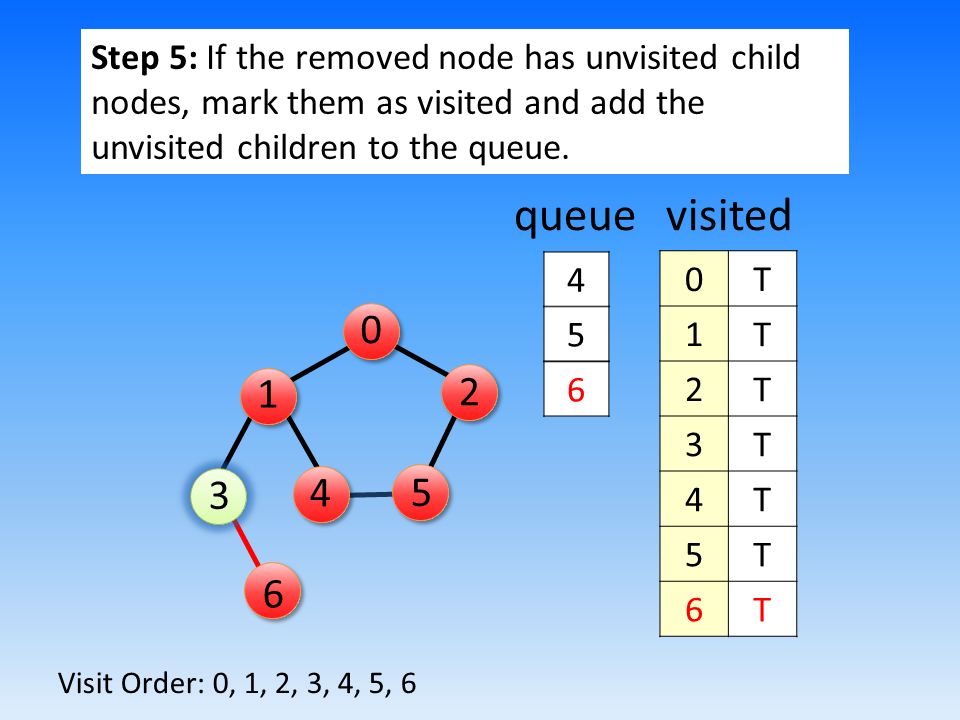 Step 5: If the removed node has unvisited child
nodes, mark them as visited and add the
unvisited children to the queue.
queue visited
4
5
6
0 T
1 T
2 T
3 T
4 T
5 T
6 T
0
1
2
3
4
5
6
Visit Order: 0, 1, 2, 3, 4, 5, 6